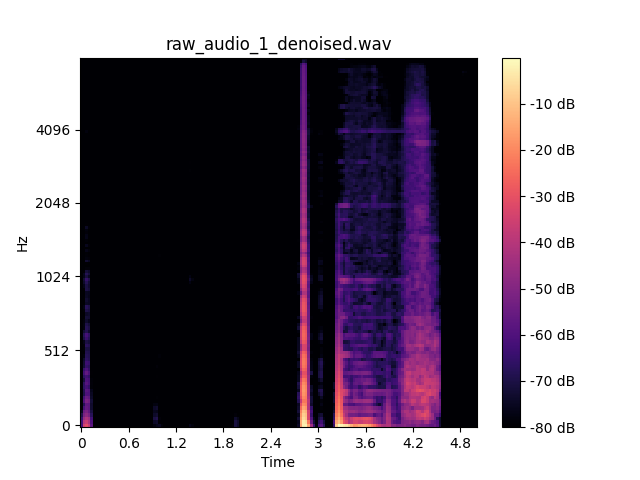 raw_audio_1_denoised.wav
Hz
4096
2048
1024
512
0
0 0.6 1.2 1.8 2.4 3 3.6 4.2 4.8
Time
-10 dB
-20 dB
-30 dB
-40 dB
-50 dB
-60 dB
-70 dB
-80 dB